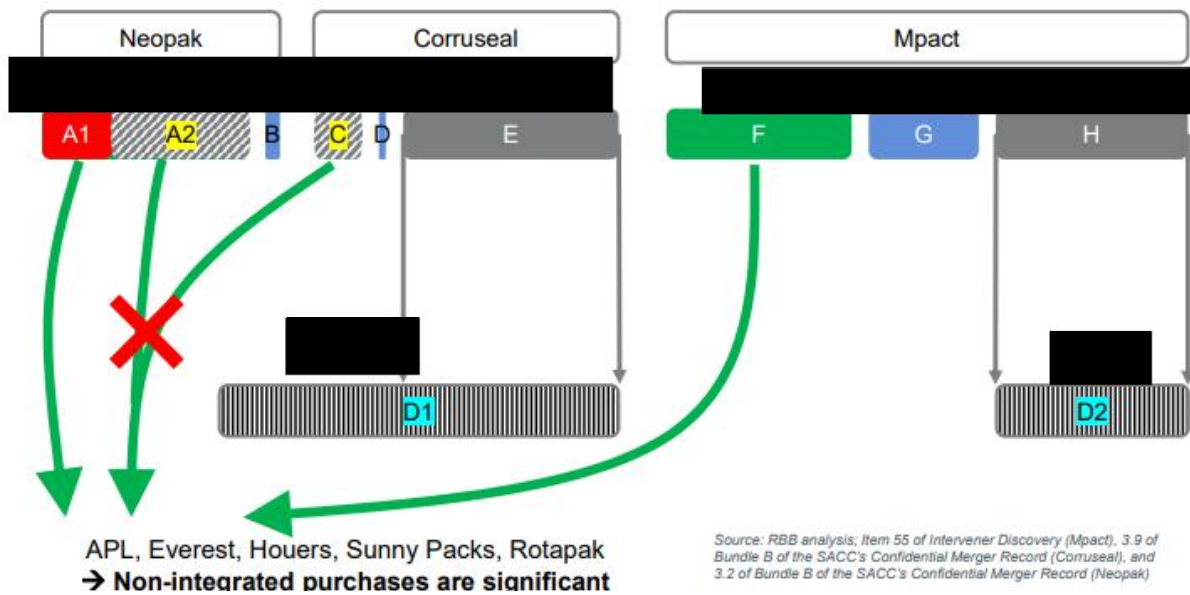 Neopak Corruseal Mpact
A1 A2 B C D E F G H
D1 D2
APL, Everest, Houers, Sunny Packs, Rotapak
→ Non-integrated purchases are significant
Source: RBB analysis; Item 55 of Intervener Discovery (Mpact), 3.9 of
Bundle B of the SACC's Confidential Merger Record (Corruseal), and
3.2 of Bundle B of the SACC's Confidential Merger Record (Neopak)